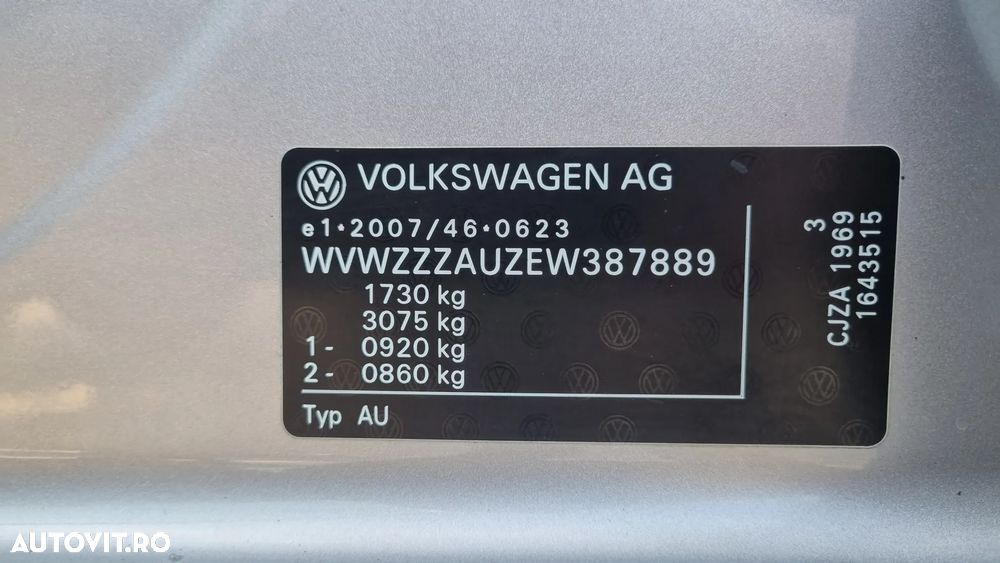 VOLKSWAGEN AG
e1*2007/46*0623
WVWZZZAUZEW387889
1730 kg
3075 kg
1 - 0920 kg
2 - 0860 kg
Typ AU
3
CJZA 1969
1643515
AUTOVIT.RO